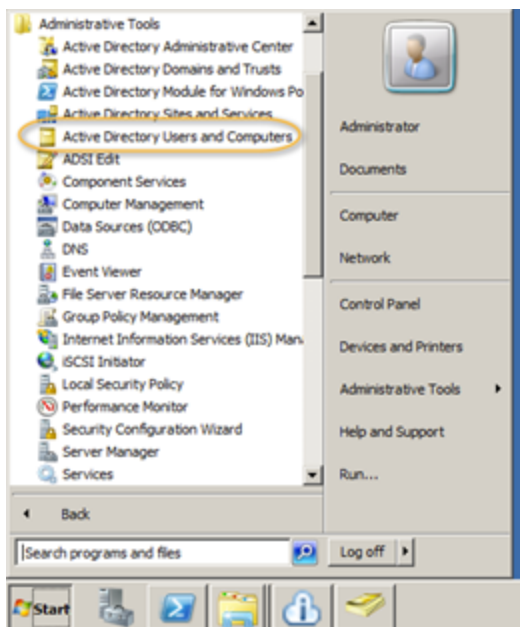 Administrative Tools
Active Directory Administrative Center
Active Directory Domains and Trusts
Active Directory Module for Windows Po
Active Directory Sites and Services
Active Directory Users and Computers
ADSI Edit
Component Services
Computer Management
Data Sources (ODBC)
DNS
Event Viewer
File Server Resource Manager
Group Policy Management
Internet Information Services (IIS) Man
iSCSI Initiator
Local Security Policy
Performance Monitor
Security Configuration Wizard
Server Manager
Services
Back
Search programs and files
Administrator
Documents
Computer
Network
Control Panel
Devices and Printers
Administrative Tools
Help and Support
Run...
Log off
Start